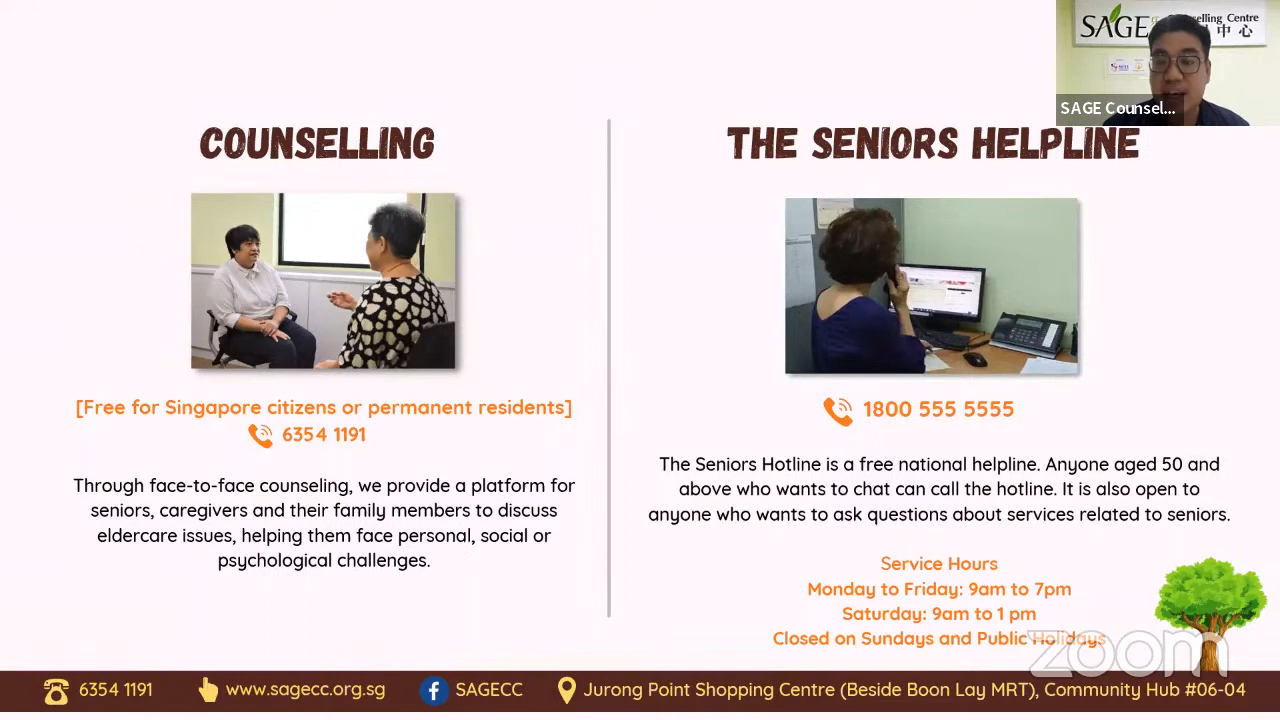 SAGE Counselling Centre
中心
SAGE Counsel...
COUNSELLING
[Free for Singapore citizens or permanent residents]
6354 1191
Through face-to-face counseling, we provide a platform for
seniors, caregivers and their family members to discuss
eldercare issues, helping them face personal, social or
psychological challenges.
THE SENIORS HELPLINE
1800 555 5555
The Seniors Hotline is a free national helpline. Anyone aged 50 and
above who wants to chat can call the hotline. It is also open to
anyone who wants to ask questions about services related to seniors.
Service Hours
Monday to Friday: 9am to 7pm
Saturday: 9am to 1 pm
Closed on Sundays and Public Holidays
zoom
6354 1191
www.sagecc.org.sg
SAGECC
Jurong Point Shopping Centre (Beside Boon Lay MRT), Community Hub #06-04